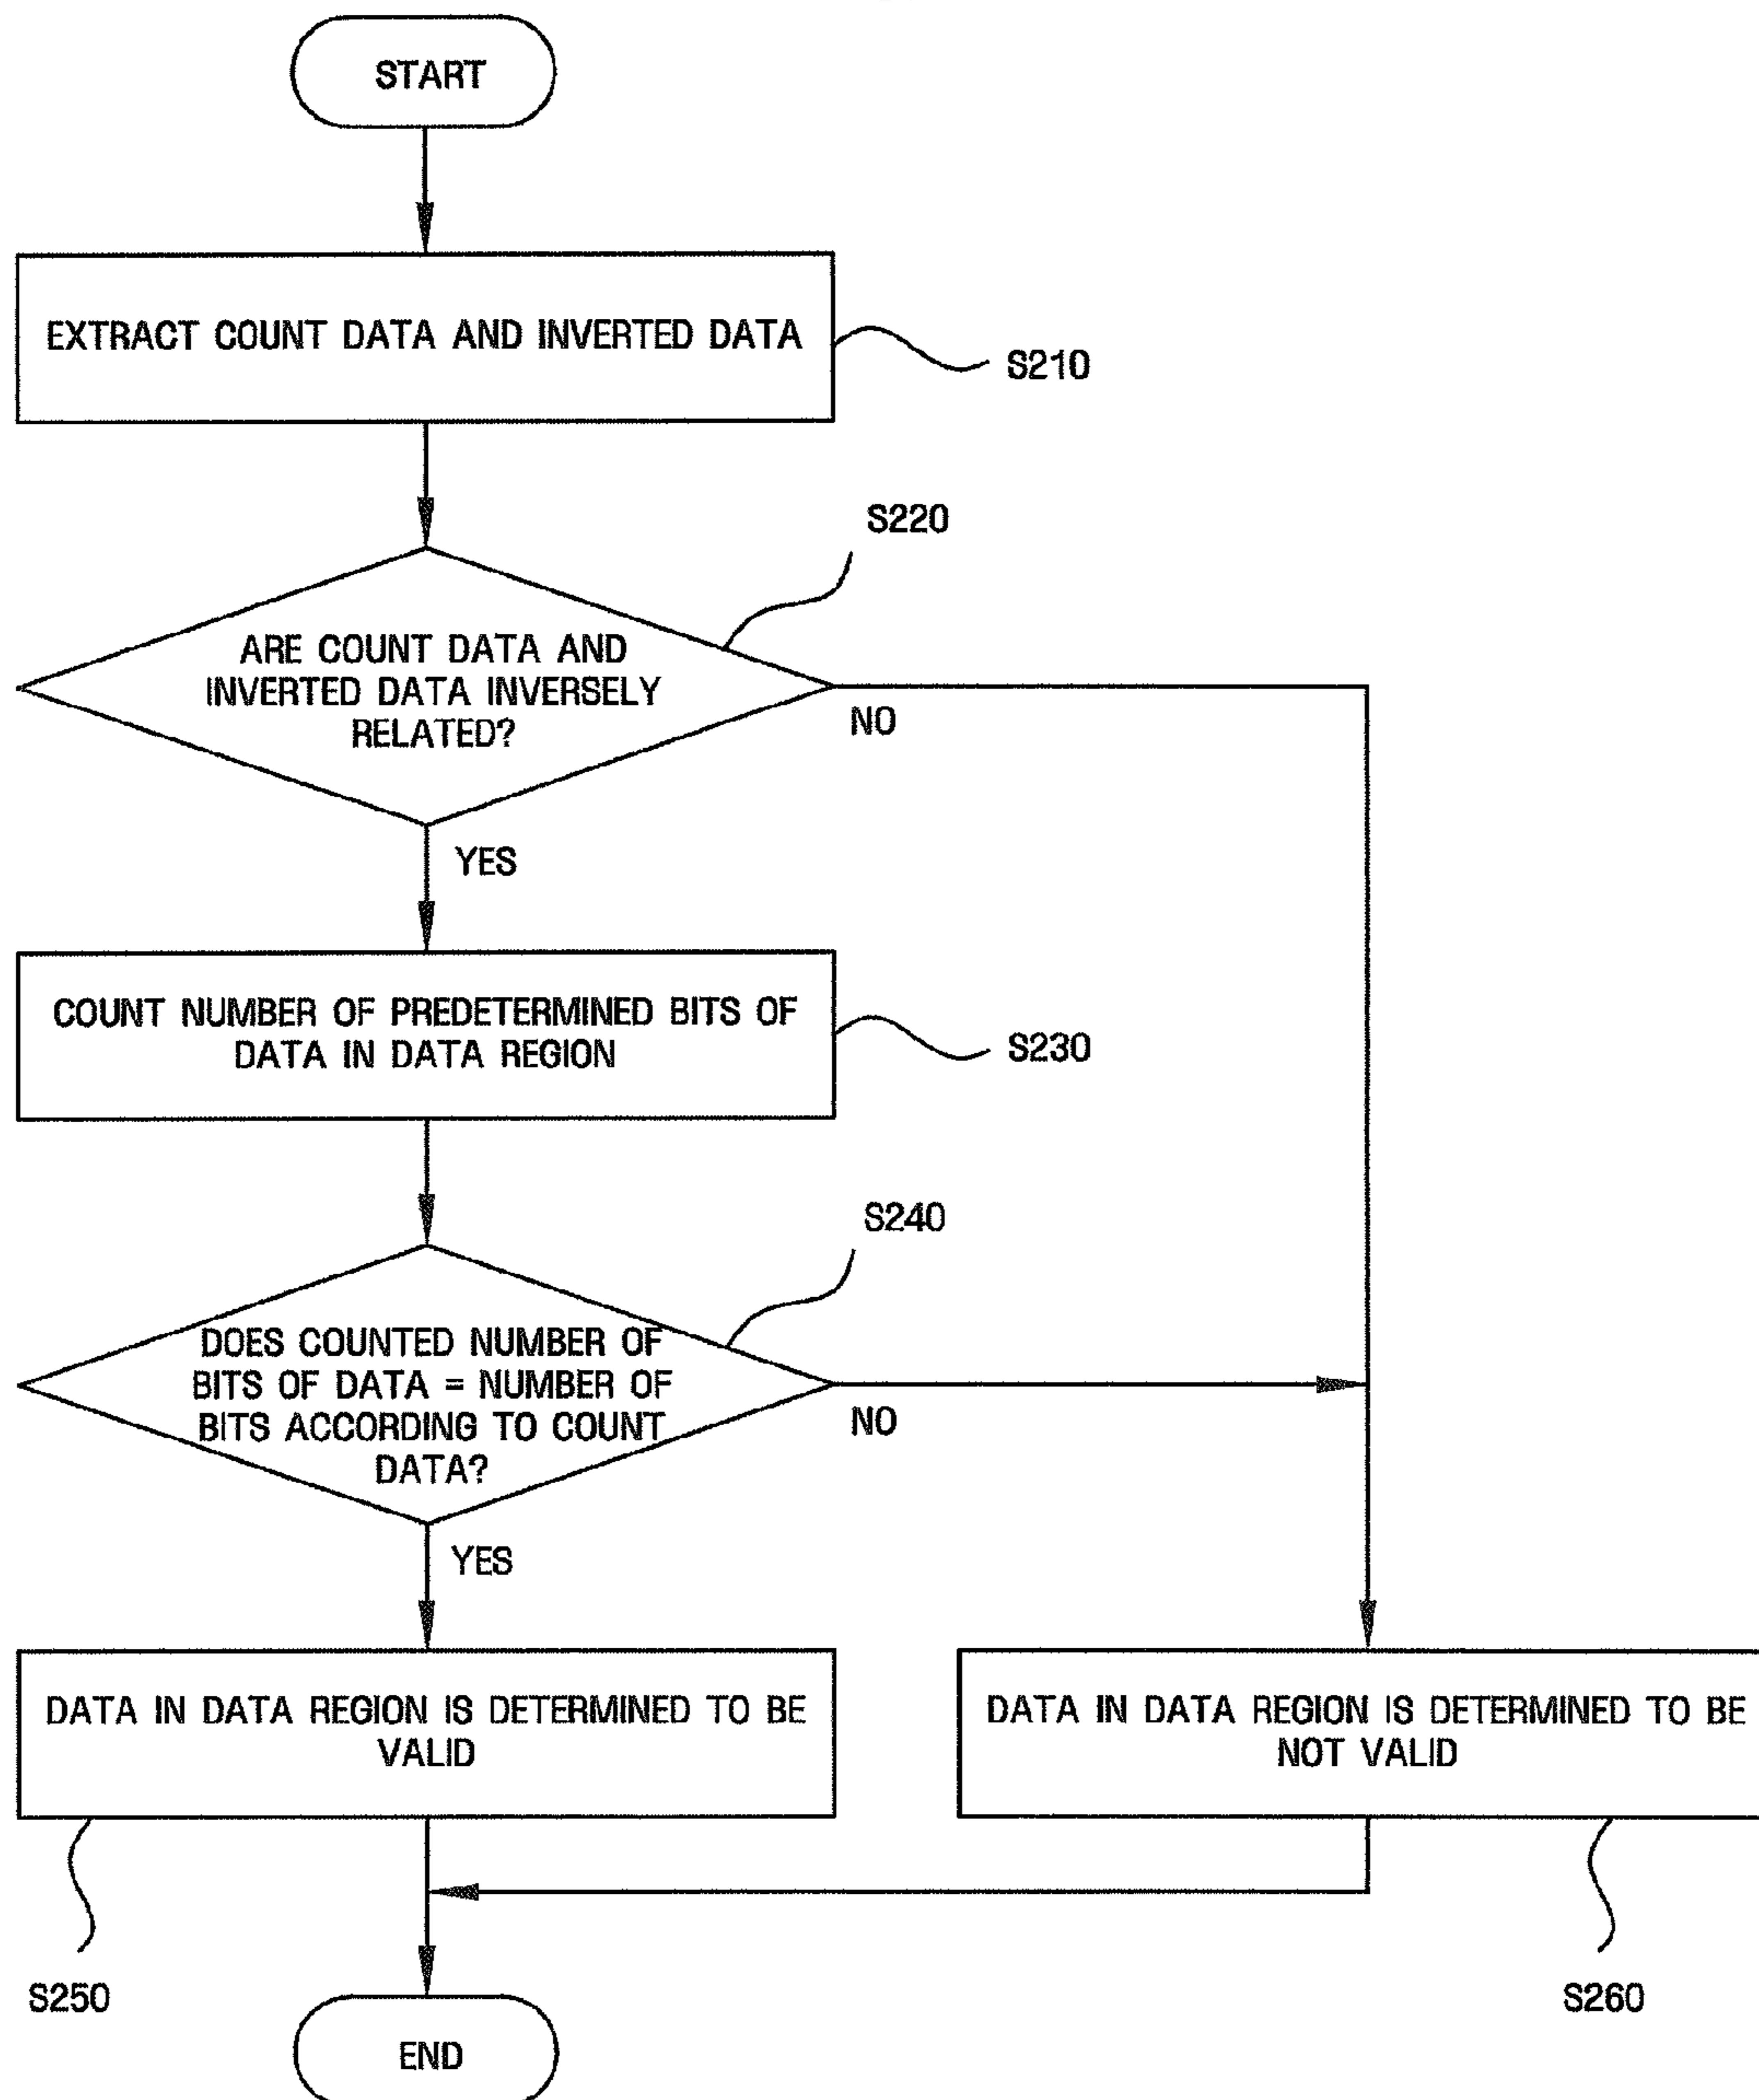 START
EXTRACT COUNT DATA AND INVERTED DATA
S210
S220
ARE COUNT DATA AND
INVERTED DATA INVERSELY
RELATED?
NO
YES
COUNT NUMBER OF PREDETERMINED BITS OF
DATA IN DATA REGION
S230
S240
DOES COUNTED NUMBER OF
BITS OF DATA = NUMBER OF
BITS ACCORDING TO COUNT
DATA?
NO
YES
DATA IN DATA REGION IS DETERMINED TO BE
VALID
DATA IN DATA REGION IS DETERMINED TO BE
NOT VALID
S250
S260
END